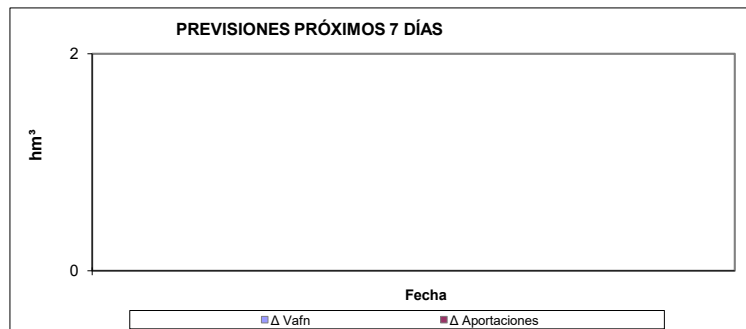 PREVISIONES PRÓXIMOS 7 DÍAS
2
hm³
0
Fecha
Δ Vafn Δ Aportaciones